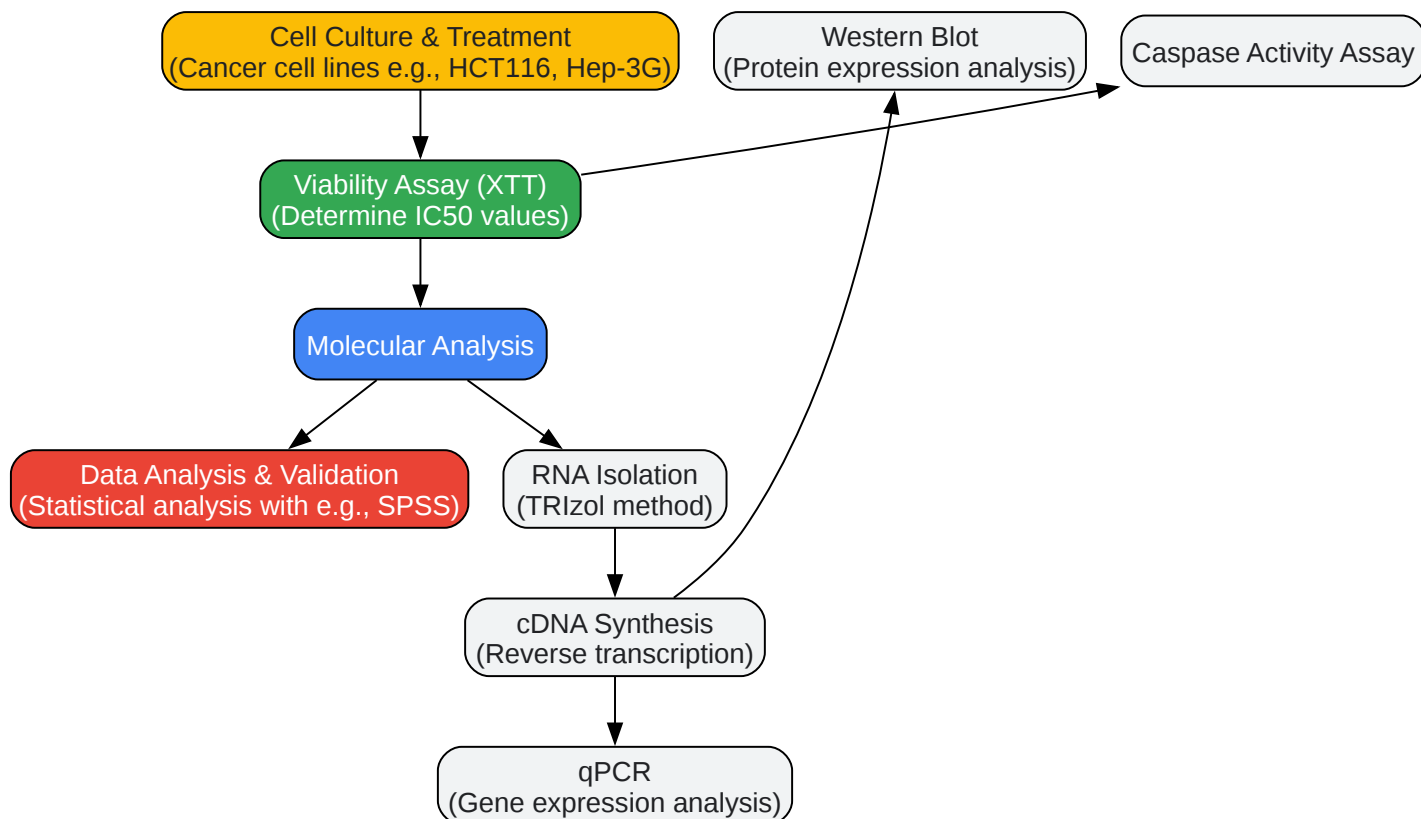 Cell Culture & Treatment
(Cancer cell lines e.g., HCT116, Hep-3G)
Western Blot
(Protein expression analysis)
Caspase Activity Assay
Viability Assay (XTT)
(Determine IC50 values)
Molecular Analysis
Data Analysis & Validation
(Statistical analysis with e.g., SPSS)
RNA Isolation
(TRIzol method)
cDNA Synthesis
(Reverse transcription)
qPCR
(Gene expression analysis)